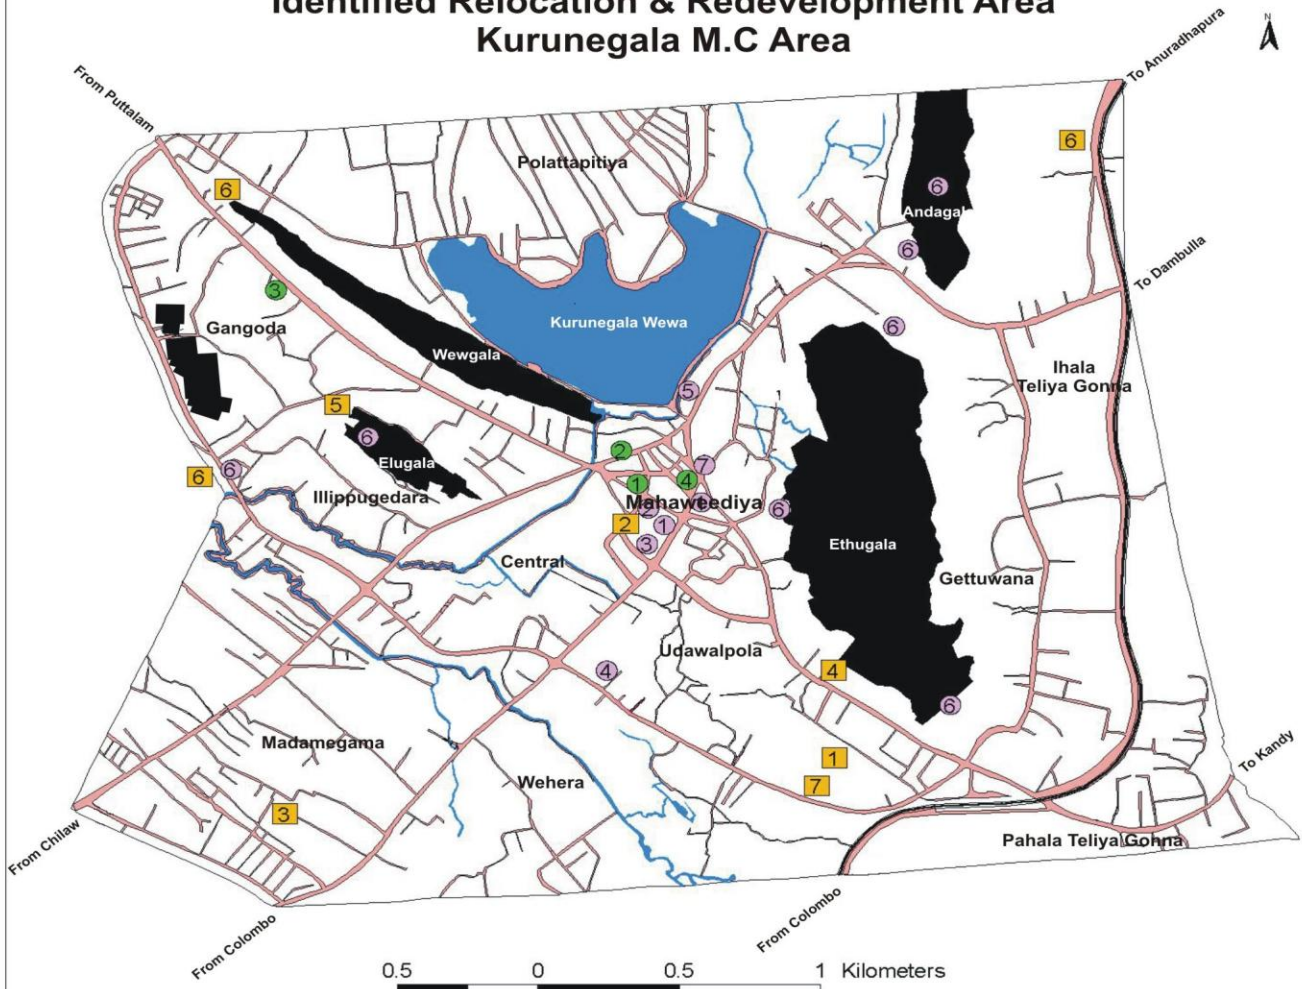 Identified Relocation & Redevelopment Area
Kurunegala M.C Area
N
To Anuradhapura
From Puttalam
6
Polattapitiya
6
6
Andagal
6
3
To Dambulla
Gangoda
Kurunegala Wewa
6
Wewgala
Ihala
Teliya Gonna
5
5
6
2
Elugala
7
6
6
1
4
Illippugedara
Mahaweediya
2
6
2
1
3
Ethugala
Central
Gettuwana
Udawalpola
4
4
6
Madamegama
To Kandy
1
Wehera
7
3
Pahala Teliya Gonna
From Chilaw
From Colombo
From Colombo
0.5 0 0.5 1 Kilometers